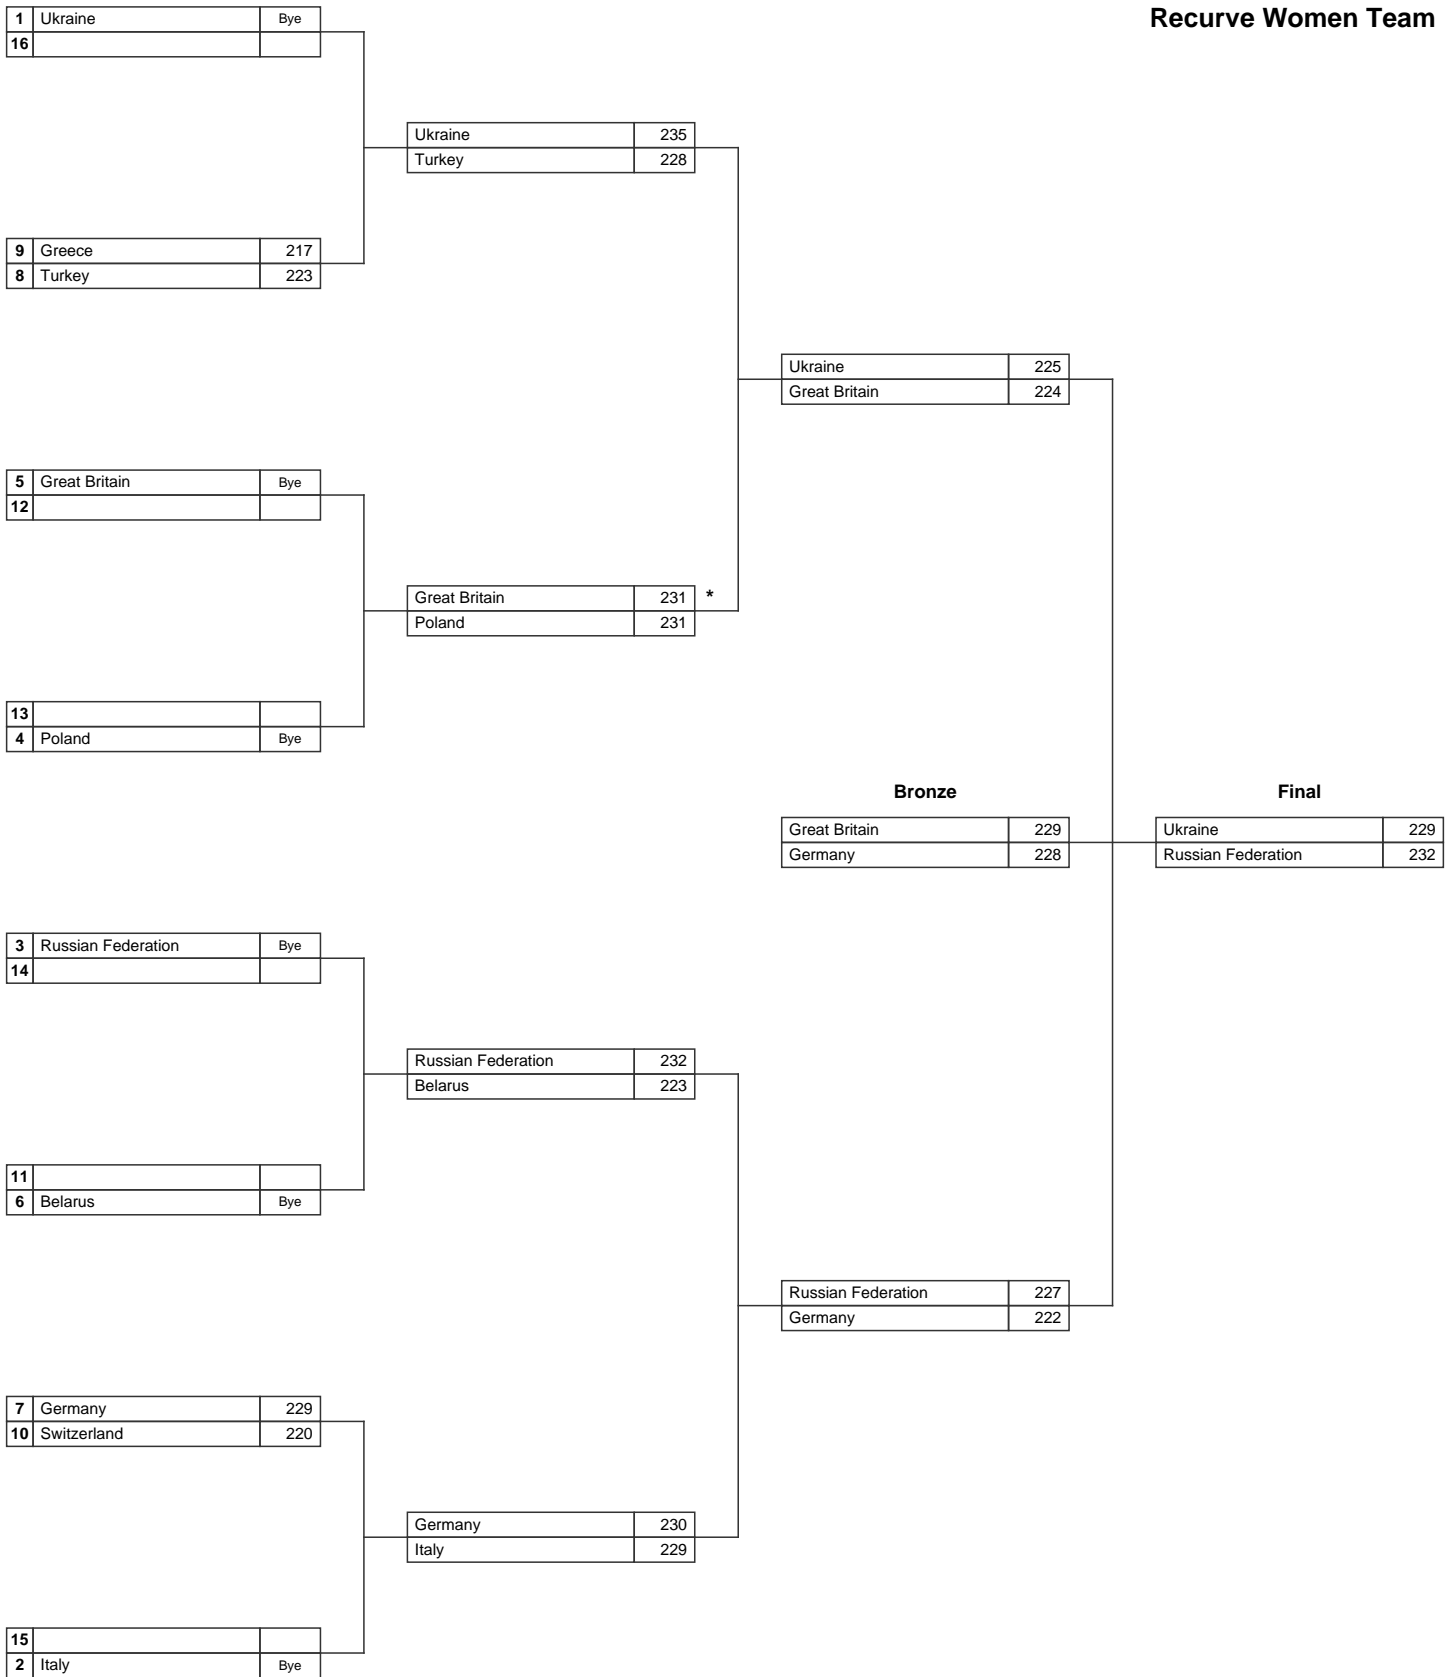 Recurve Women Team
1 Ukraine Bye
16
Ukraine 235
Turkey 228
9 Greece 217
8 Turkey 223
Ukraine 225
Great Britain 224
5 Great Britain Bye
12
Great Britain 231 *
Poland 231
13
4 Poland Bye
Bronze Final
Great Britain 229 Ukraine 229
Germany 228 Russian Federation 232
3 Russian Federation Bye
14
Russian Federation 232
Belarus 223
11
6 Belarus Bye
Russian Federation 227
Germany 222
7 Germany 229
10 Switzerland 220
Germany 230
Italy 229
15
2 Italy Bye